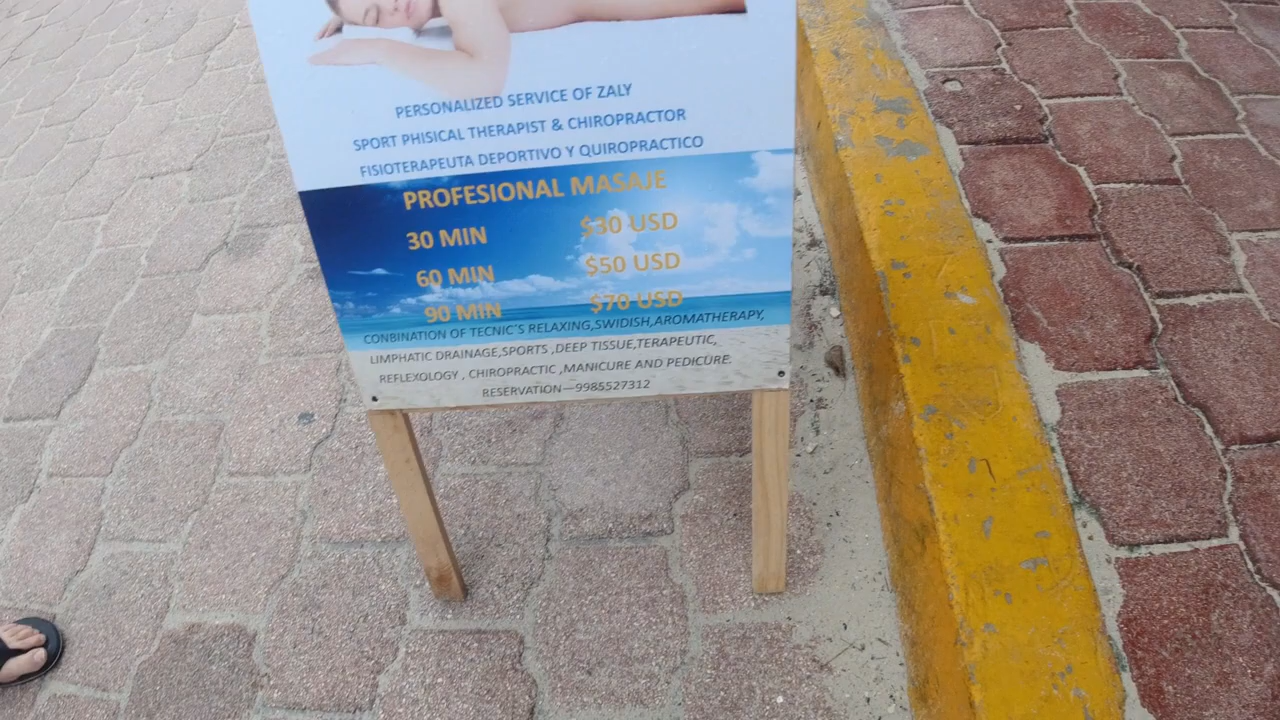 PERSONALIZED SERVICE OF ZALY
SPORT PHISICAL THERAPIST & CHIROPRACTOR
FISIOTERAPEUTA DEPORTIVO Y QUIROPRACTICO
PROFESIONAL MASAJE
30 MIN $30 USD
60 MIN $50 USD
90 MIN $70 USD
CONBINATION OF TECNIC´S RELAXING,SWIDISH,AROMATHERAPY,
LIMPHATIC DRAINAGE,SPORTS ,DEEP TISSUE,TERAPEUTIC,
REFLEXOLOGY , CHIROPRACTIC ,MANICURE AND PEDICURE.
RESERVATION—9985527312